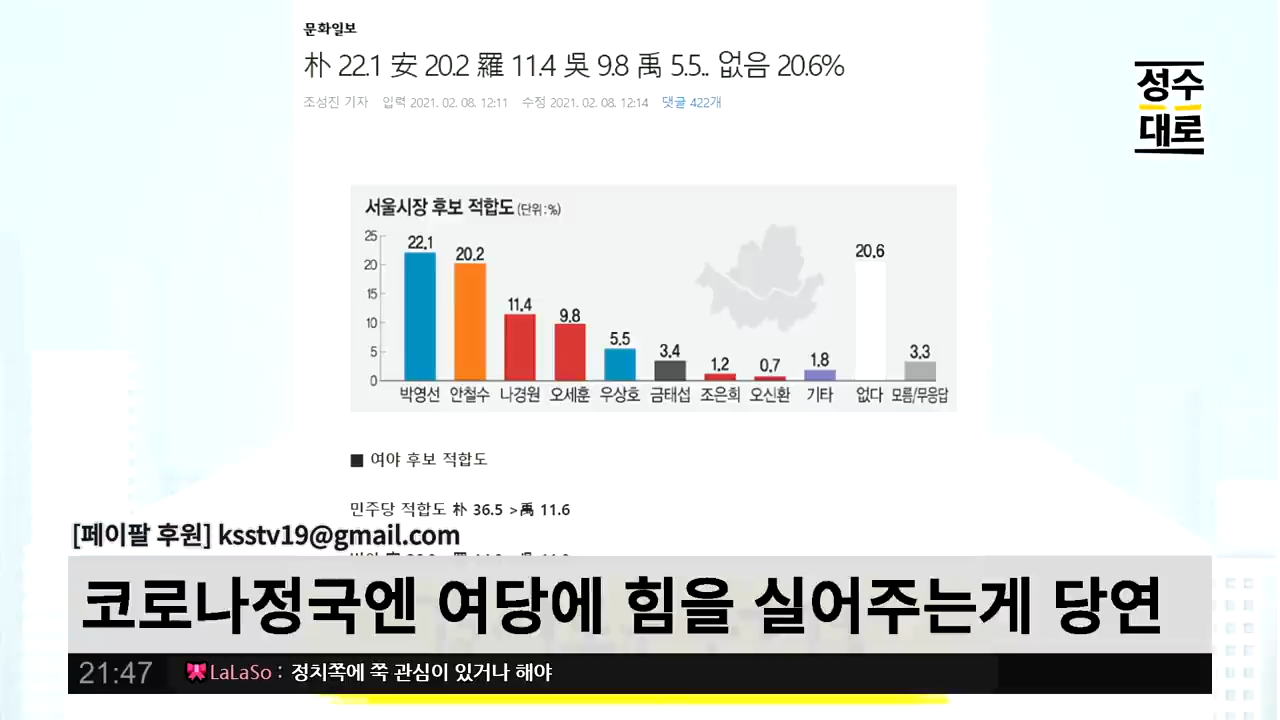 문화일보
朴 22.1 安 20.2 羅 11.4 吳 9.8 禹 5.5.. 없음 20.6%
조성진 기자 입력 2021. 02. 08. 12:11 수정 2021. 02. 08. 12:14 댓글 422개
성수
대로
서울시장 후보 적합도 (단위:%)
25
20
15
10
5
0
22.1 20.2 11.4 9.8 5.5 3.4 1.2 0.7 1.8 20.6 3.3
박영선 안철수 나경원 오세훈 우상호 금태섭 조은희 오신환 기타 없다 모름/무응답
■ 여야 후보 적합도
민주당 적합도 朴 36.5 >禹 11.6
[페이팔 후원] ksstv19@gmail.com
코로나정국엔 여당에 힘을 실어주는게 당연
21:47 LaLaSo : 정치쪽에 쭉 관심이 있거나 해야